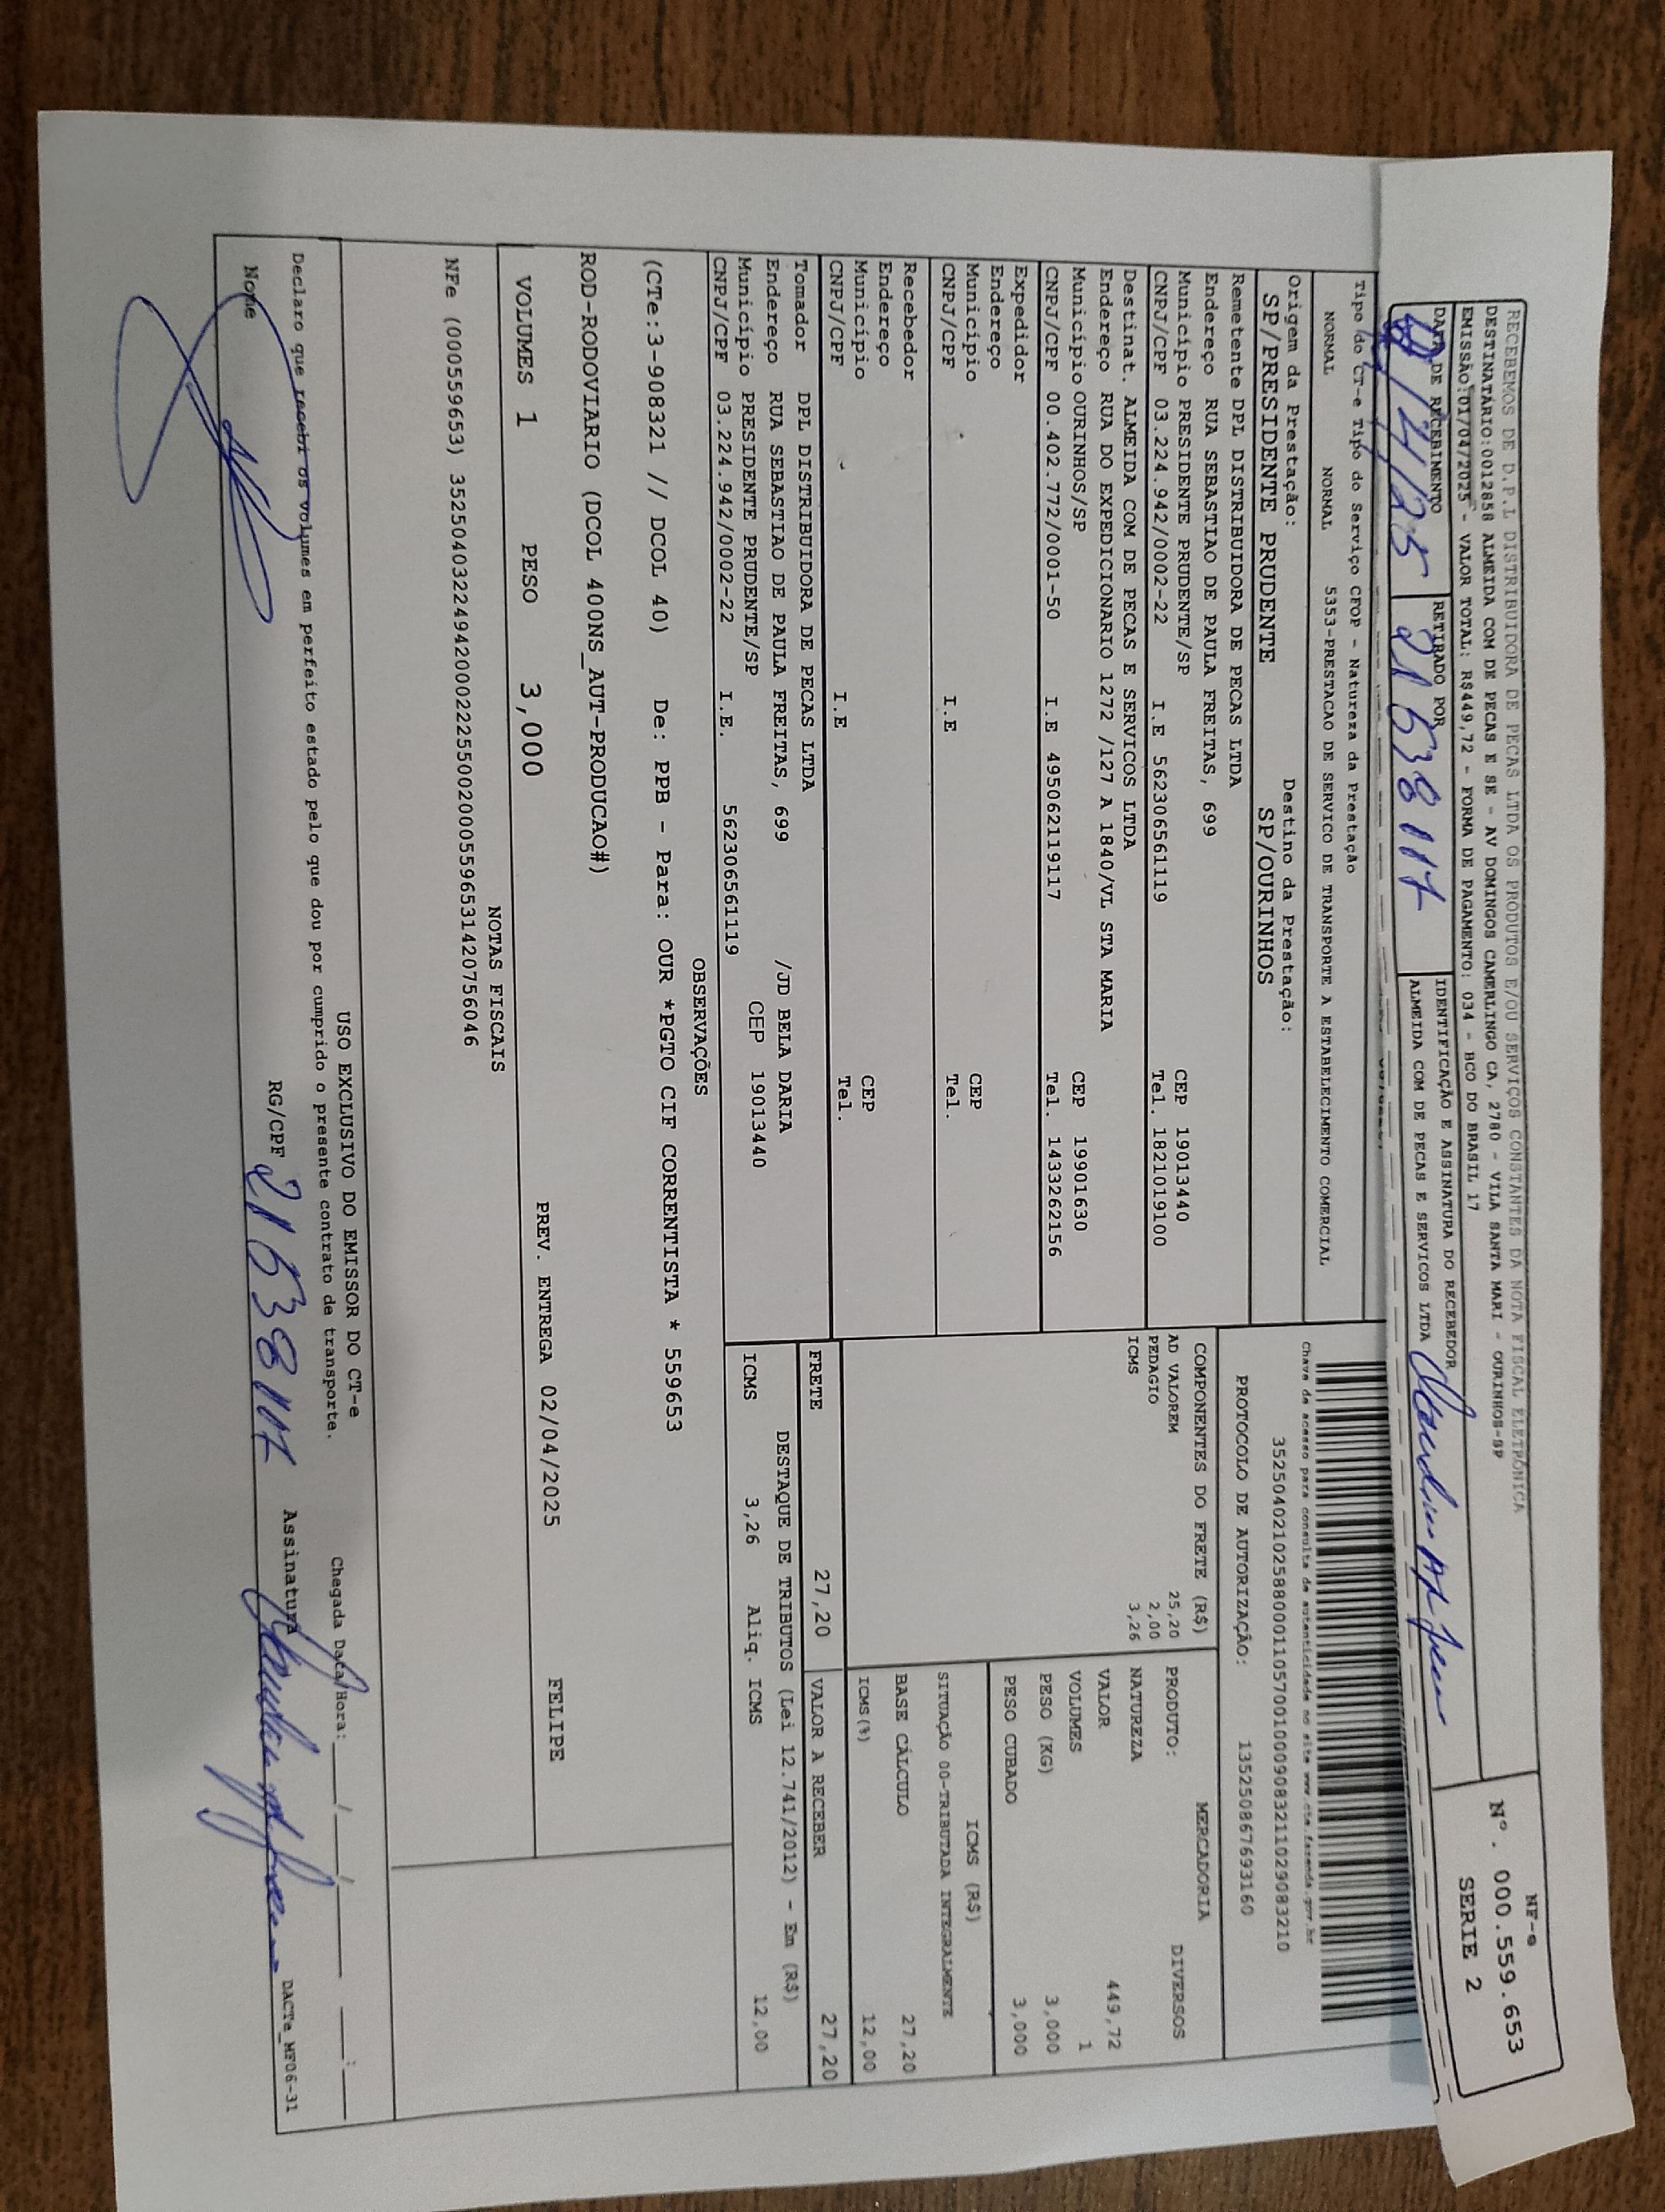 RECEBEMOS DE D.P.L DISTRIBUIDORA DE PECAS LTDA OS PRODUTOS E/OU SERVIÇOS CONSTANTES DA NOTA FISCAL ELETRÔNICA
DESTINATÁRIO:0012858 ALMEIDA COM DE PECAS E SE - AV DOMINGOS CAMERLINGO CA, 2780 - VILA SANTA MARI - OURINHOS-SP
EMISSÃO:01/04/2025 - VALOR TOTAL: R$449,72 - FORMA DE PAGAMENTO: 034 - BCO DO BRASIL 17
NF-e
Nº. 000.559.653
SERIE 2
DATA DE RECEBIMENTO
/4/25
RETIRADO POR
21638117
IDENTIFICAÇÃO E ASSINATURA DO RECEBEDOR
ALMEIDA COM DE PECAS E SERVICOS LTDA
Tipo do CT-e Tipo do Serviço CFOP - Natureza da Prestação
NORMAL NORMAL 5353-PRESTACAO DE SERVICO DE TRANSPORTE A ESTABELECIMENTO COMERCIAL
Chave de acesso para consulta de autenticidade no site www.cte.fazenda.gov.br
35250402102588000110570010009083211029083210
PROTOCOLO DE AUTORIZAÇÃO: 135250867693160
Origem da Prestação: Destino da Prestação:
SP/PRESIDENTE PRUDENTE SP/OURINHOS
Remetente DPL DISTRIBUIDORA DE PECAS LTDA
Endereço RUA SEBASTIAO DE PAULA FREITAS, 699
Município PRESIDENTE PRUDENTE/SP CEP 19013440
CNPJ/CPF 03.224.942/0002-22 I.E 562306561119 Tel. 1821019100
Destinat. ALMEIDA COM DE PECAS E SERVICOS LTDA
Endereço RUA DO EXPEDICIONARIO 1272 /127 A 1840/VL STA MARIA
Município OURINHOS/SP CEP 19901630
CNPJ/CPF 00.402.772/0001-50 I.E 495062119117 Tel. 1433262156
Expedidor
Endereço
Município CEP
CNPJ/CPF I.E Tel.
Recebedor
Endereço
Município CEP
CNPJ/CPF I.E Tel.
Tomador DPL DISTRIBUIDORA DE PECAS LTDA
Endereço RUA SEBASTIAO DE PAULA FREITAS, 699 /JD BELA DARIA
Município PRESIDENTE PRUDENTE/SP CEP 19013440
CNPJ/CPF 03.224.942/0002-22 I.E. 562306561119
COMPONENTES DO FRETE (R$)
AD VALOREM 25,20
PEDAGIO 2,00
ICMS 3,26
MERCADORIA
PRODUTO: DIVERSOS
NATUREZA
VALOR 449,72
VOLUMES 1
PESO (KG) 3,000
PESO CUBADO 3,000
ICMS (R$)
SITUAÇÃO 00-TRIBUTADA INTEGRALMENTE
BASE CÁLCULO 27,20
ICMS(%) 12,00
FRETE 27,20 VALOR A RECEBER 27,20
DESTAQUE DE TRIBUTOS (Lei 12.741/2012) - Em (R$)
ICMS 3,26 Aliq. ICMS 12,00
OBSERVAÇÕES
(CTe:3-908321 // DCOL 40) De: PPB - Para: OUR *PGTO CIF CORRENTISTA * 559653
ROD-RODOVIARIO (DCOL 400NS_AUT-PRODUCAO#)
VOLUMES 1 PESO 3,000 PREV. ENTREGA 02/04/2025 FELIPE
NOTAS FISCAIS
NFe (000559653) 35250403224942000222550020005596531420756046
USO EXCLUSIVO DO EMISSOR DO CT-e
Declaro que recebi os volumes em perfeito estado pelo que dou por cumprido o presente contrato de transporte.
Chegada Data/Hora: ___/___/______ ___:___
Nome RG/CPF 21638117 Assinatura
DACTe_MF06-31